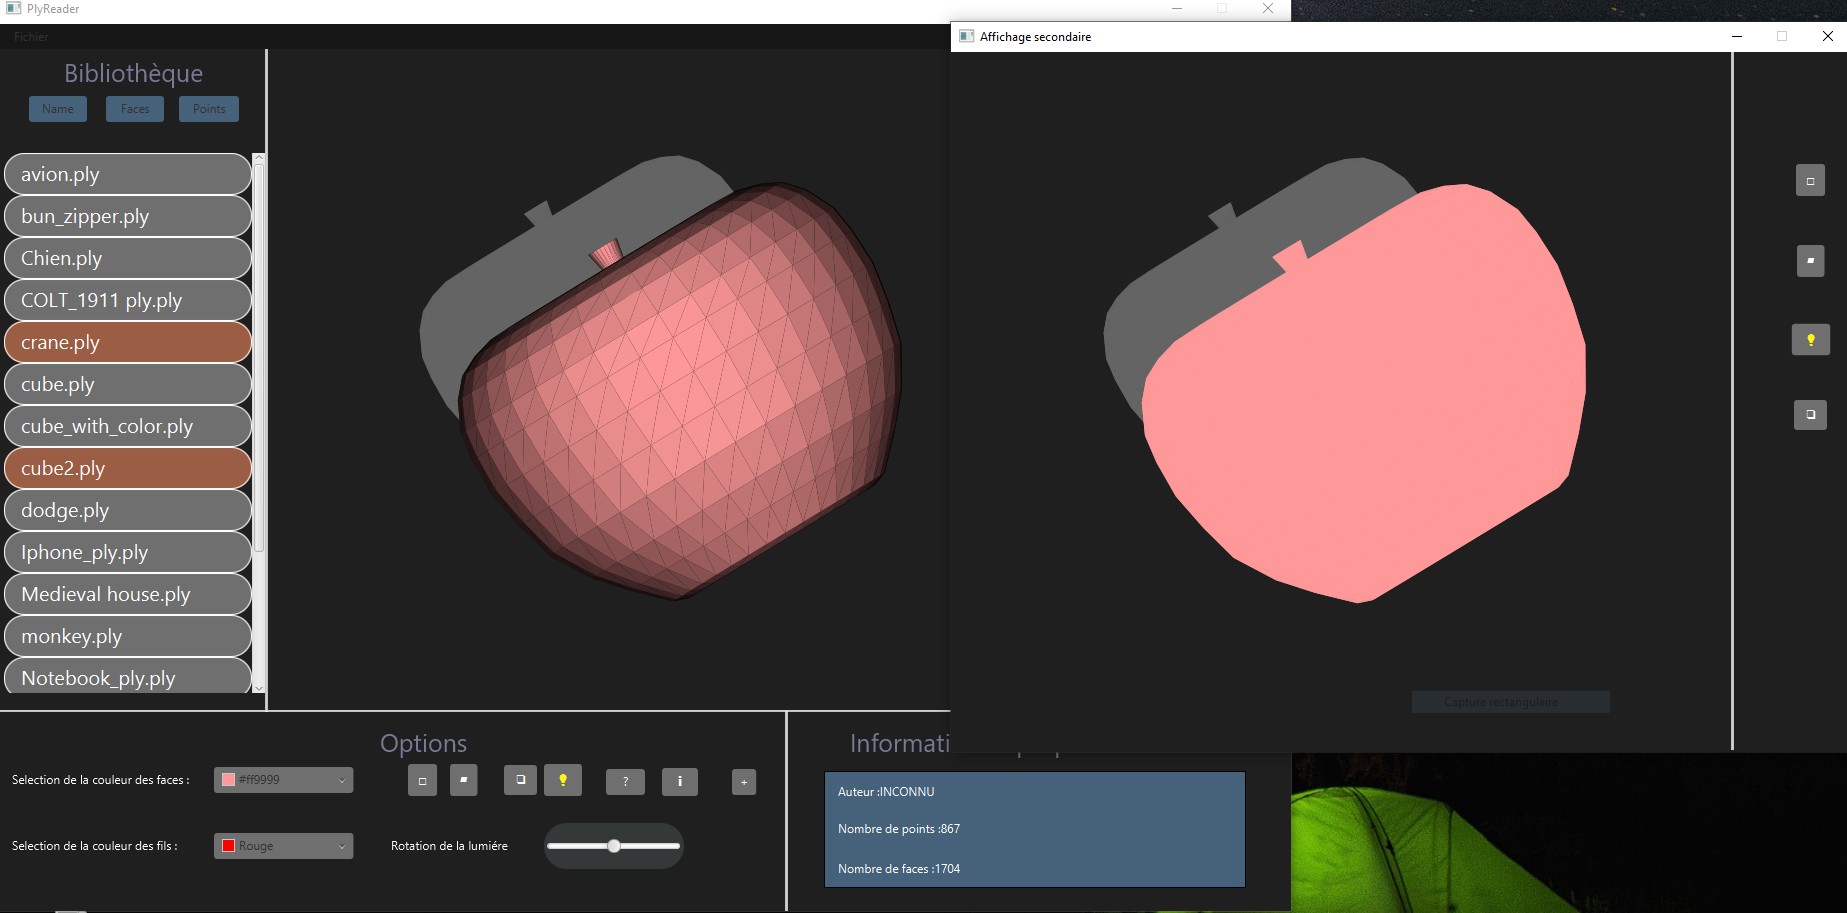 PlyReader
Fichier
Bibliothèque
Name
Faces
Points
avion.ply
bun_zipper.ply
Chien.ply
COLT_1911 ply.ply
crane.ply
cube.ply
cube_with_color.ply
cube2.ply
dodge.ply
Iphone_ply.ply
Medieval house.ply
monkey.ply
Notebook_ply.ply
Affichage secondaire
Capture rectangulaire
Options
Selection de la couleur des faces :
#ff9999
?
i
+
Selection de la couleur des fils :
Rouge
Rotation de la lumiére
Informati
Auteur :INCONNU
Nombre de points :867
Nombre de faces :1704